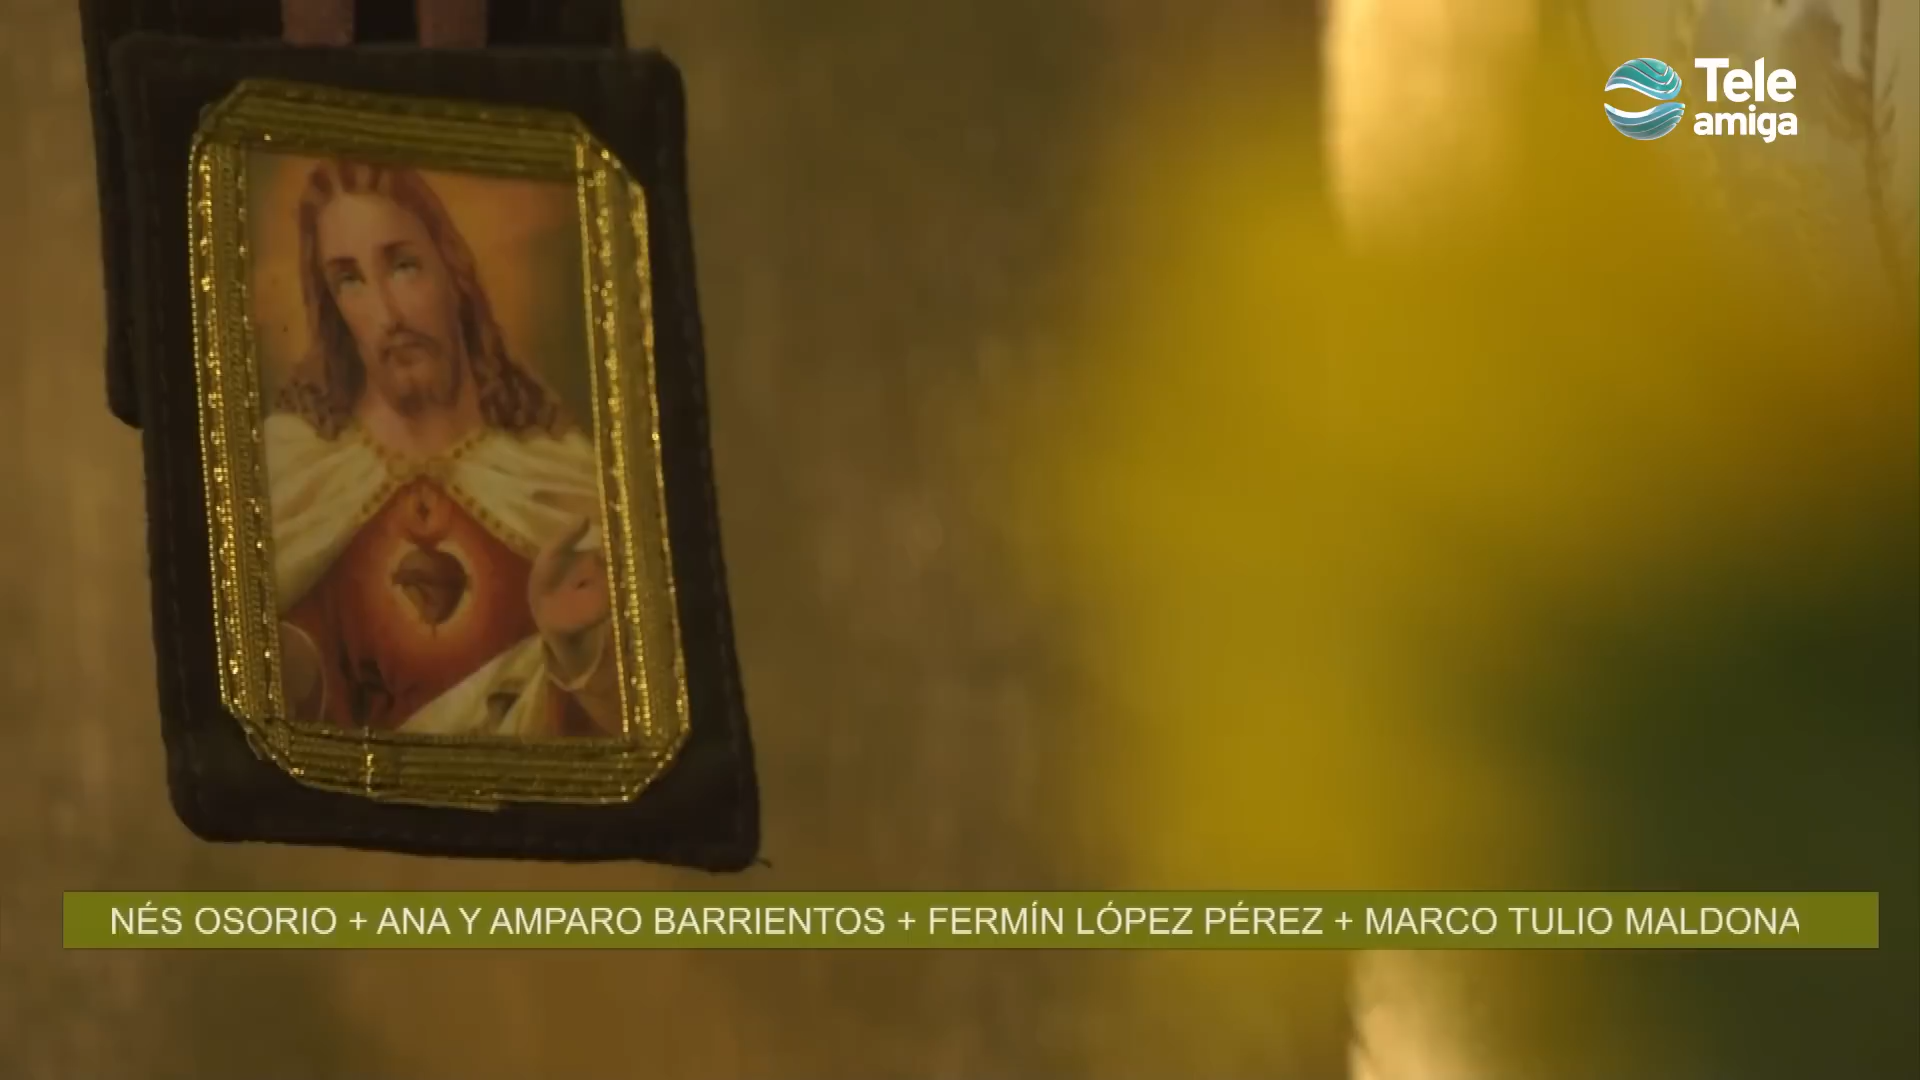 Tele
amiga
NÉS OSORIO + ANA Y AMPARO BARRIENTOS + FERMÍN LÓPEZ PÉREZ + MARCO TULIO MALDONA